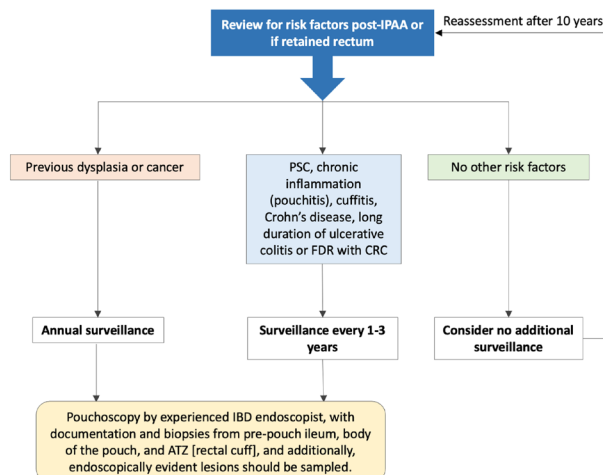 Review for risk factors post-IPAA or
if retained rectum
Reassessment after 10 years
Previous dysplasia or cancer
PSC, chronic
inflammation
(pouchitis), cuffitis,
Crohn's disease, long
duration of ulcerative
colitis or FDR with CRC
No other risk factors
Annual surveillance
Surveillance every 1-3
years
Consider no additional
surveillance
Pouchoscopy by experienced IBD endoscopist, with
documentation and biopsies from pre-pouch ileum, body
of the pouch, and ATZ [rectal cuff], and additionally,
endoscopically evident lesions should be sampled.